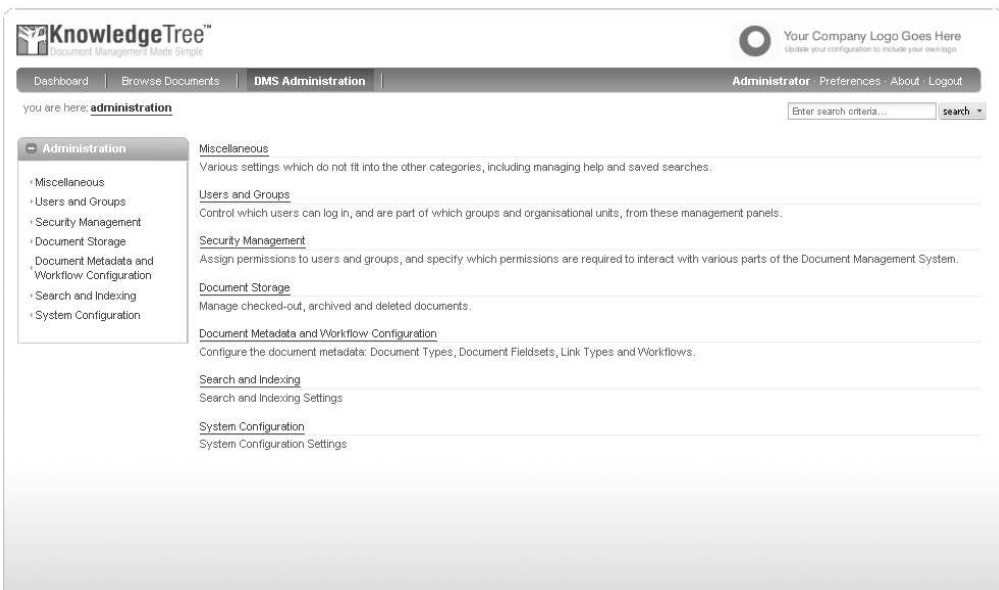 KnowledgeTree™
Document Management Made Simple
Your Company Logo Goes Here
Update your configuration to include your own logo.
Dashboard | Browse Documents | DMS Administration |
Administrator · Preferences · About · Logout
you are here: administration
Enter search criteria... search
Administration
Miscellaneous
Users and Groups
Security Management
Document Storage
Document Metadata and
Workflow Configuration
Search and Indexing
System Configuration
Miscellaneous
Various settings which do not fit into the other categories, including managing help and saved searches.
Users and Groups
Control which users can log in, and are part of which groups and organisational units, from these management panels.
Security Management
Assign permissions to users and groups, and specify which permissions are required to interact with various parts of the Document Management System.
Document Storage
Manage checked-out, archived and deleted documents.
Document Metadata and Workflow Configuration
Configure the document metadata: Document Types, Document Fieldsets, Link Types and Workflows.
Search and Indexing
Search and Indexing Settings
System Configuration
System Configuration Settings